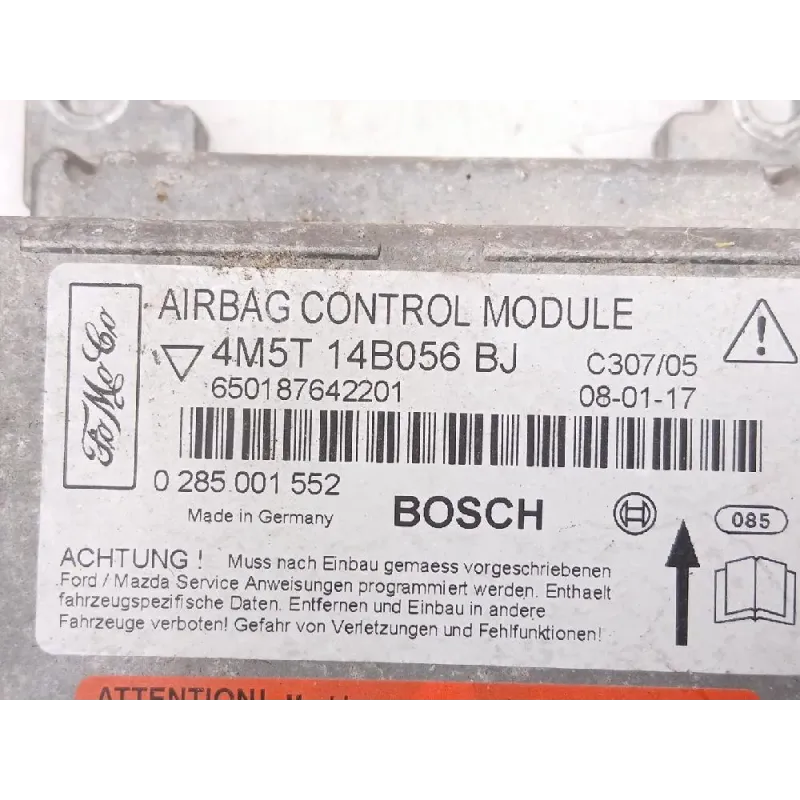 AIRBAG CONTROL MODULE
4M5T 14B056 BJ C307/05
650187642201 08-01-17
FoMoCo
0 285 001 552
Made in Germany BOSCH 085
ACHTUNG ! Muss nach Einbau gemaess vorgeschriebenen
Ford / Mazda Service Anweisungen programmiert werden. Enthaelt
fahrzeugspezifische Daten. Entfernen und Einbau in andere
Fahrzeuge verboten! Gefahr von Verletzungen und Fehlfunktionen!
ATTENTION!